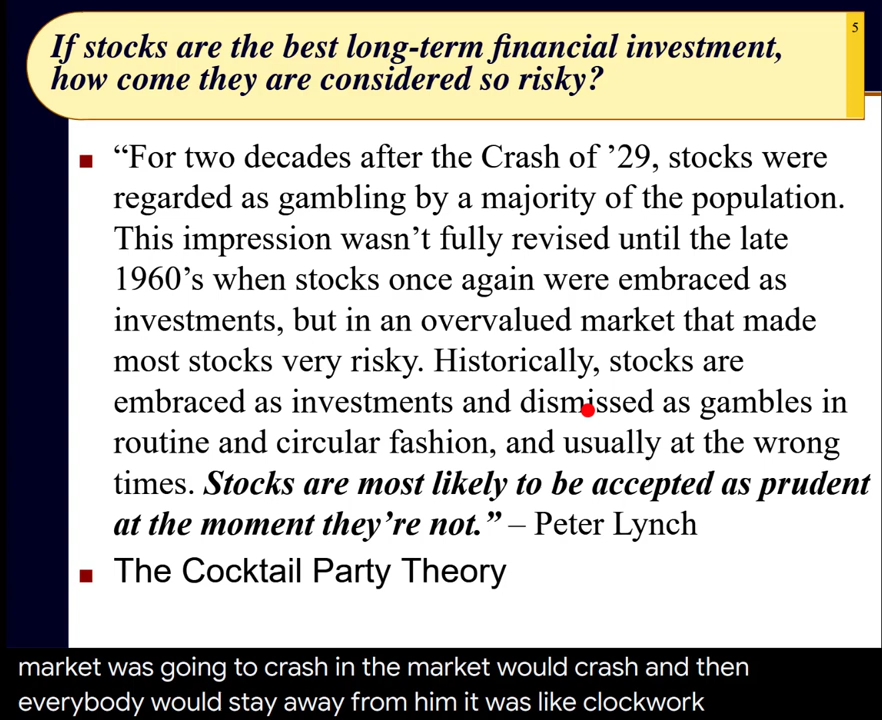 5
If stocks are the best long-term financial investment,
how come they are considered so risky?
“For two decades after the Crash of ’29, stocks were
regarded as gambling by a majority of the population.
This impression wasn’t fully revised until the late
1960’s when stocks once again were embraced as
investments, but in an overvalued market that made
most stocks very risky. Historically, stocks are
embraced as investments and dismissed as gambles in
routine and circular fashion, and usually at the wrong
times. Stocks are most likely to be accepted as prudent
at the moment they’re not.” – Peter Lynch
The Cocktail Party Theory
market was going to crash in the market would crash and then
everybody would stay away from him it was like clockwork